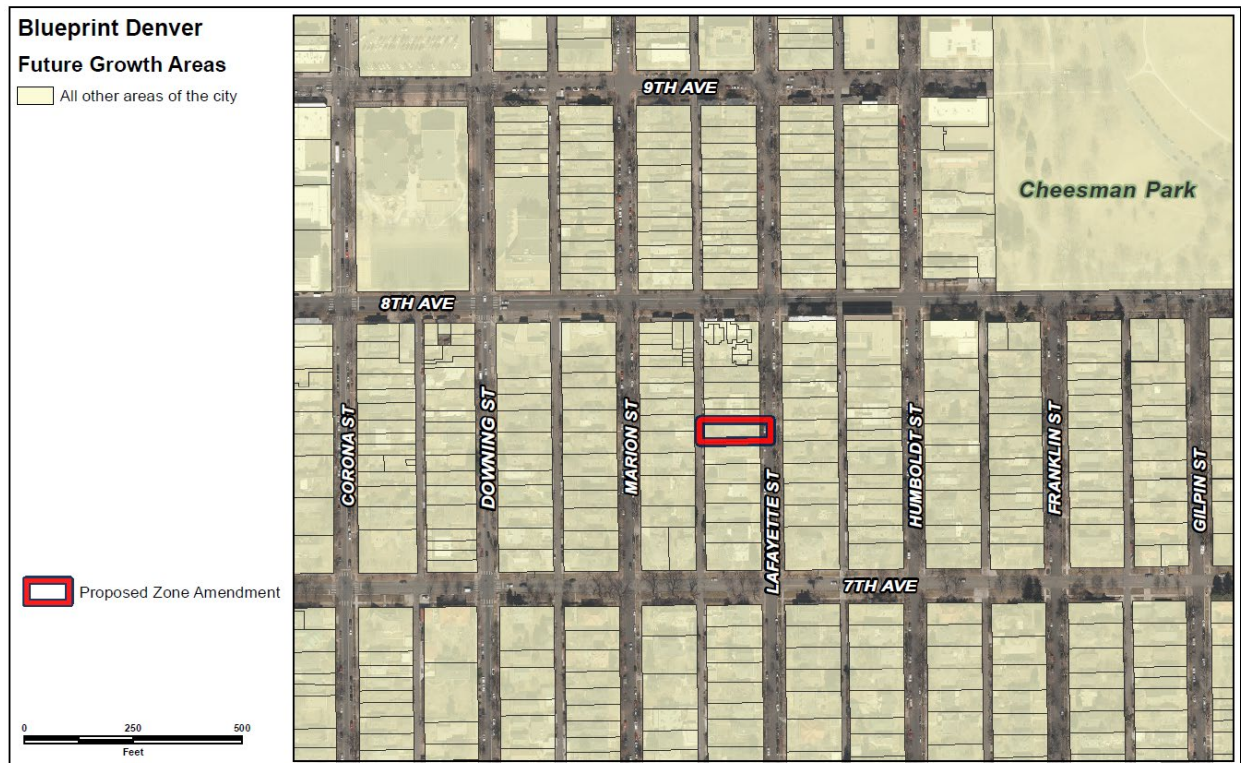 Blueprint Denver
Future Growth Areas
All other areas of the city
9TH AVE
Cheesman Park
8TH AVE
CORONA ST
DOWNING ST
MARION ST
LAFAYETTE ST
HUMBOLDT ST
FRANKLIN ST
GILPIN ST
7TH AVE
Proposed Zone Amendment
0 250 500
Feet